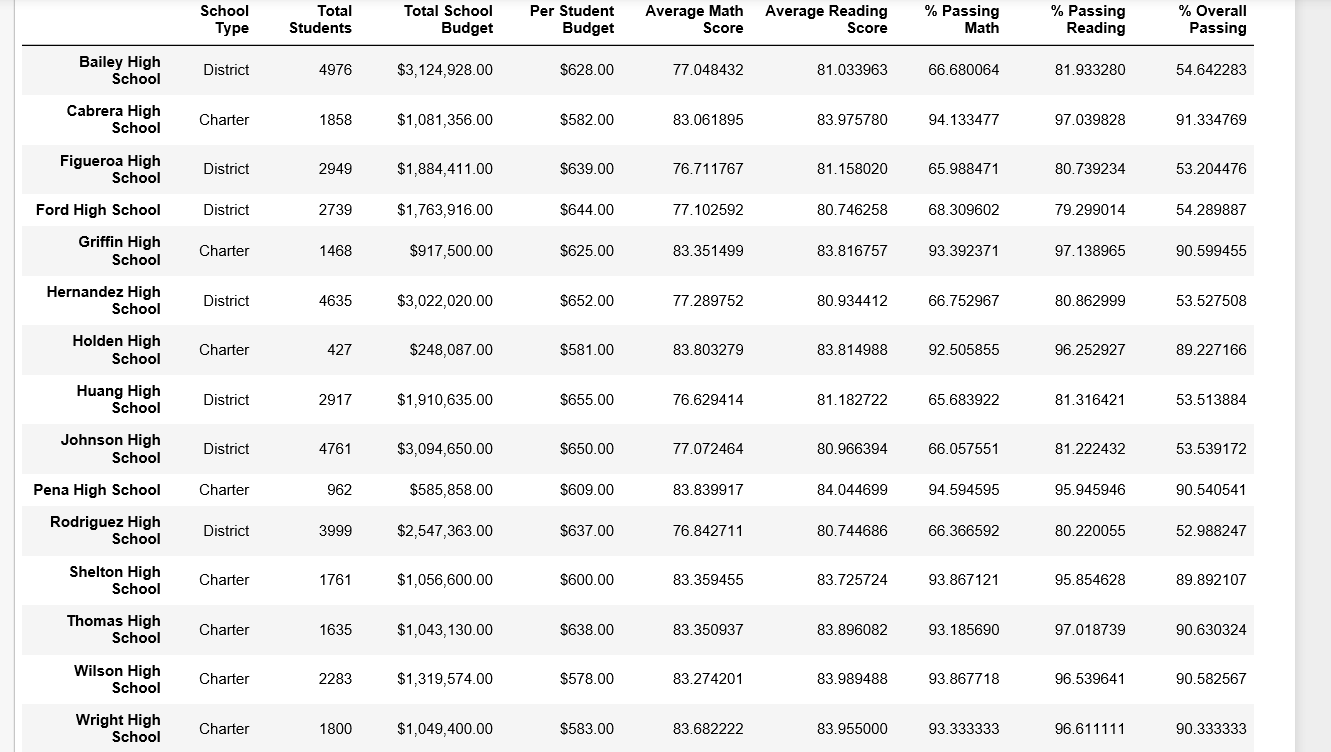 School Type Total Students Total School Budget Per Student Budget Average Math Score Average Reading Score % Passing Math % Passing Reading % Overall Passing
Bailey High School District 4976 $3,124,928.00 $628.00 77.048432 81.033963 66.680064 81.933280 54.642283
Cabrera High School Charter 1858 $1,081,356.00 $582.00 83.061895 83.975780 94.133477 97.039828 91.334769
Figueroa High School District 2949 $1,884,411.00 $639.00 76.711767 81.158020 65.988471 80.739234 53.204476
Ford High School District 2739 $1,763,916.00 $644.00 77.102592 80.746258 68.309602 79.299014 54.289887
Griffin High School Charter 1468 $917,500.00 $625.00 83.351499 83.816757 93.392371 97.138965 90.599455
Hernandez High School District 4635 $3,022,020.00 $652.00 77.289752 80.934412 66.752967 80.862999 53.527508
Holden High School Charter 427 $248,087.00 $581.00 83.803279 83.814988 92.505855 96.252927 89.227166
Huang High School District 2917 $1,910,635.00 $655.00 76.629414 81.182722 65.683922 81.316421 53.513884
Johnson High School District 4761 $3,094,650.00 $650.00 77.072464 80.966394 66.057551 81.222432 53.539172
Pena High School Charter 962 $585,858.00 $609.00 83.839917 84.044699 94.594595 95.945946 90.540541
Rodriguez High School District 3999 $2,547,363.00 $637.00 76.842711 80.744686 66.366592 80.220055 52.988247
Shelton High School Charter 1761 $1,056,600.00 $600.00 83.359455 83.725724 93.867121 95.854628 89.892107
Thomas High School Charter 1635 $1,043,130.00 $638.00 83.350937 83.896082 93.185690 97.018739 90.630324
Wilson High School Charter 2283 $1,319,574.00 $578.00 83.274201 83.989488 93.867718 96.539641 90.582567
Wright High School Charter 1800 $1,049,400.00 $583.00 83.682222 83.955000 93.333333 96.611111 90.333333